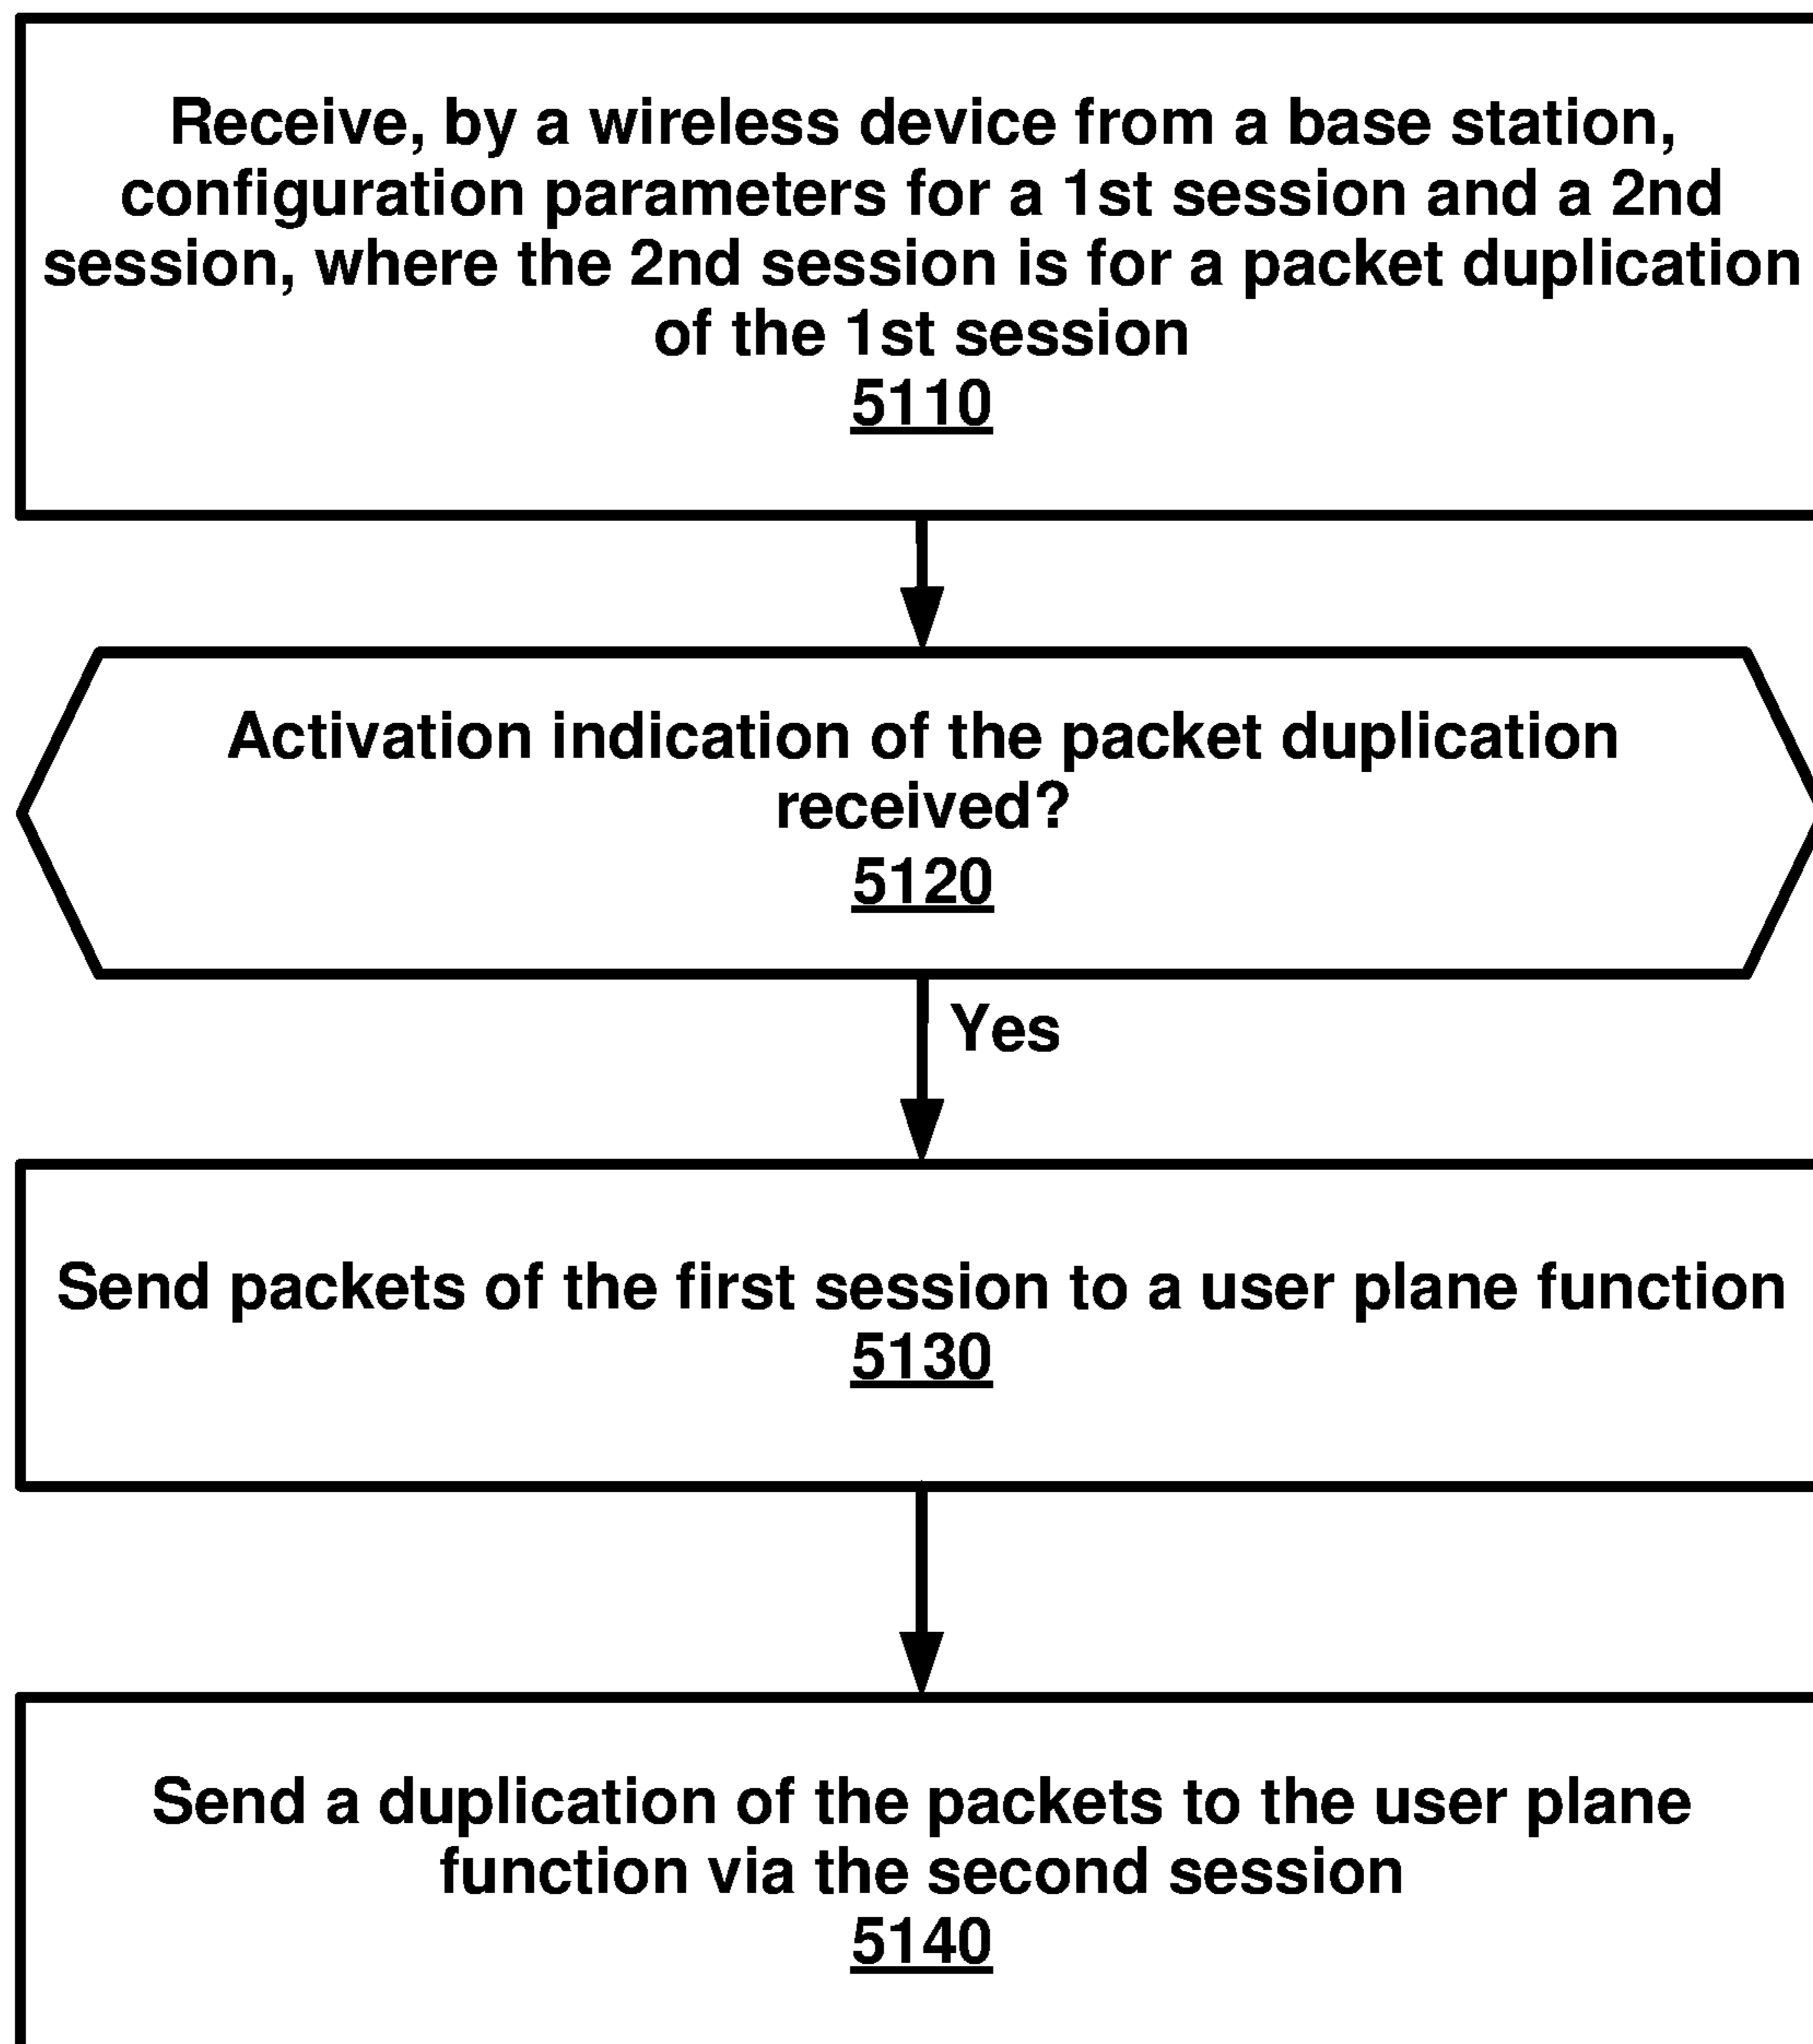 Receive, by a wireless device from a base station,
configuration parameters for a 1st session and a 2nd
session, where the 2nd session is for a packet duplication
of the 1st session
5110
Activation indication of the packet duplication
received?
5120
Yes
Send packets of the first session to a user plane function
5130
Send a duplication of the packets to the user plane
function via the second session
5140